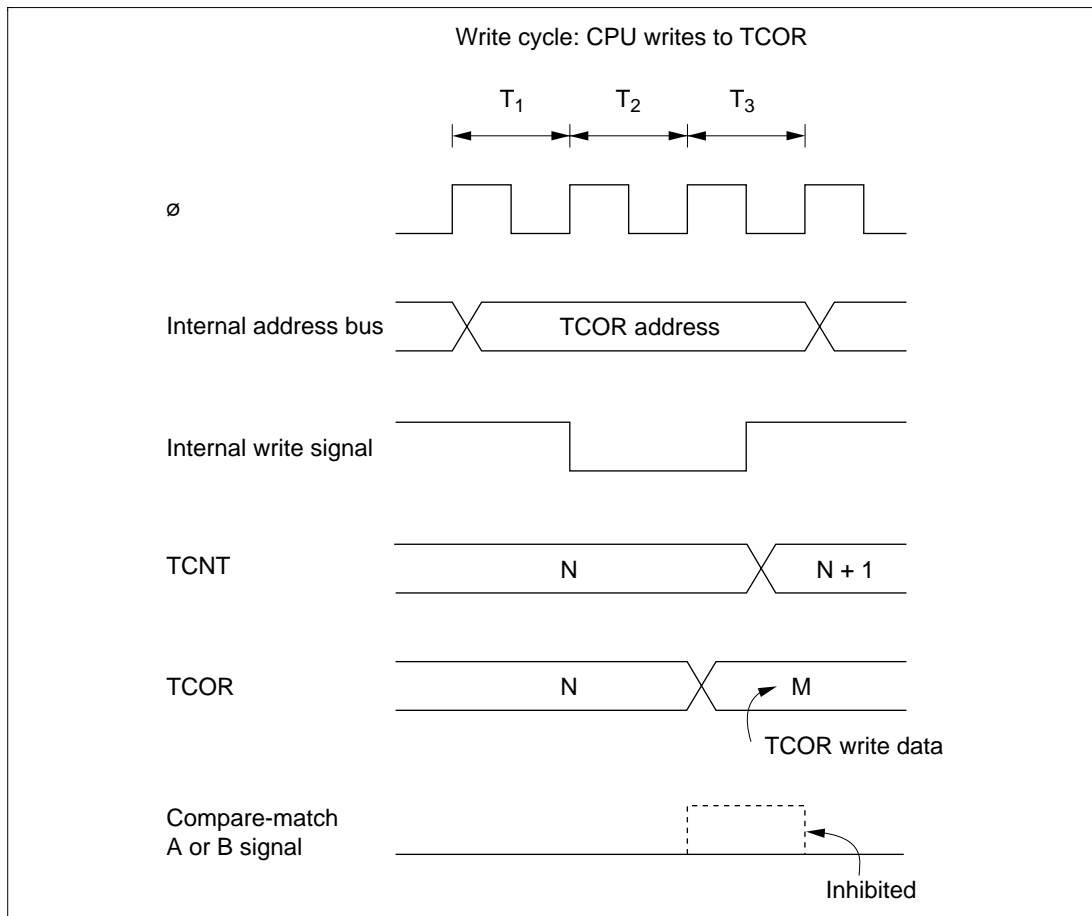 Write cycle: CPU writes to TCOR
T1 T2 T3
ø
Internal address bus
TCOR address
Internal write signal
TCNT
N
N + 1
TCOR
N
M
TCOR write data
Compare-match
A or B signal
Inhibited